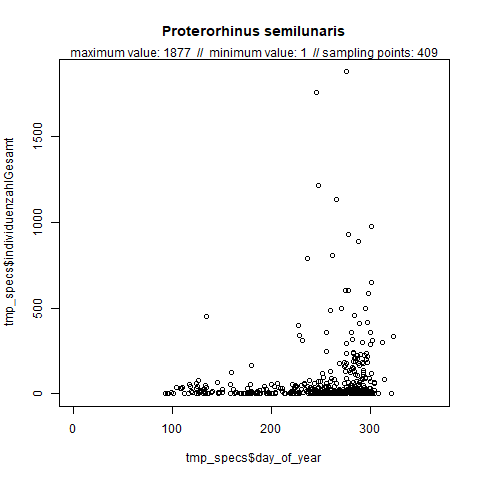 Proterorhinus semilunaris
maximum value: 1877 // minimum value: 1 // sampling points: 409
tmp_specs$individuenzahlGesamt
1500
1000
500
0
0 100 200 300
tmp_specs$day_of_year